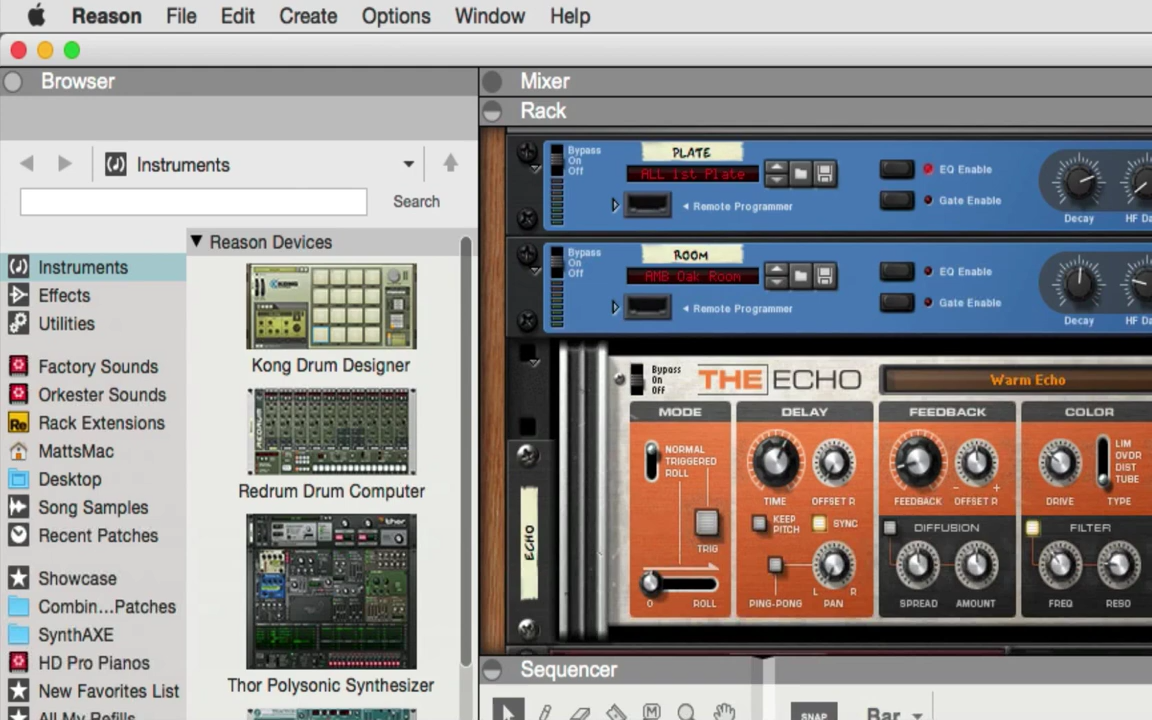 Reason File Edit Create Options Window Help
Browser
Mixer
Rack
Instruments
Search
Reason Devices
Instruments
Effects
Utilities
Factory Sounds
Orkester Sounds
Rack Extensions
MattsMac
Desktop
Song Samples
Recent Patches
Showcase
Combin...Patches
SynthAXE
HD Pro Pianos
New Favorites List
All My Refills
Kong Drum Designer
Redrum Drum Computer
Thor Polysonic Synthesizer
Bypass
On
Off
PLATE
ALL 1st Plate
Remote Programmer
EQ Enable
Gate Enable
Decay
Bypass
On
Off
ROOM
AMB Oak Room
Remote Programmer
EQ Enable
Gate Enable
Decay
Bypass
On
Off
THE ECHO
Warm Echo
ECHO
MODE
NORMAL
TRIGGERED
ROLL
TRIG
0 ROLL
DELAY
TIME OFFSET R
KEEP PITCH
SYNC
PING-PONG PAN
L R
FEEDBACK
FEEDBACK OFFSET R
DIFFUSION
SPREAD AMOUNT
COLOR
LIM
OVDR
DIST
TUBE
DRIVE TYPE
FILTER
FREQ RESO
Sequencer
SNAP
Bar